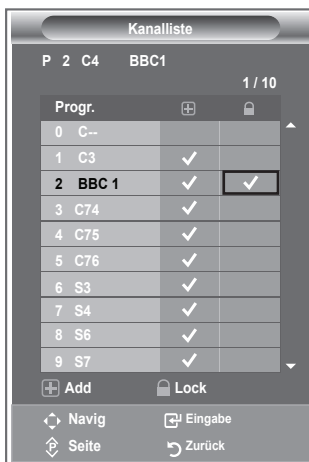 Kanalliste
P 2 C4 BBC1
1 / 10
Progr.
0 C--
1 C3
2 BBC 1
3 C74
4 C75
5 C76
6 S3
7 S4
8 S6
9 S7
Add Lock
Navig Eingabe
P Seite Zurück